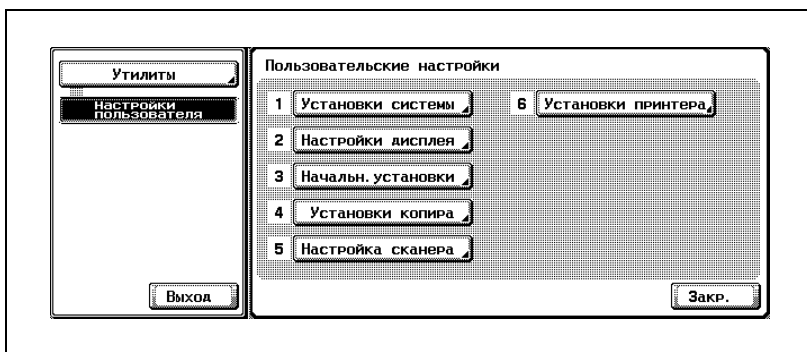 Утилиты
Настройки
пользователя
Выход
Пользовательские настройки
1 Установки системы
2 Настройки дисплея
3 Начальн.установки
4 Установки копира
5 Настройка сканера
6 Установки принтера
Закр.